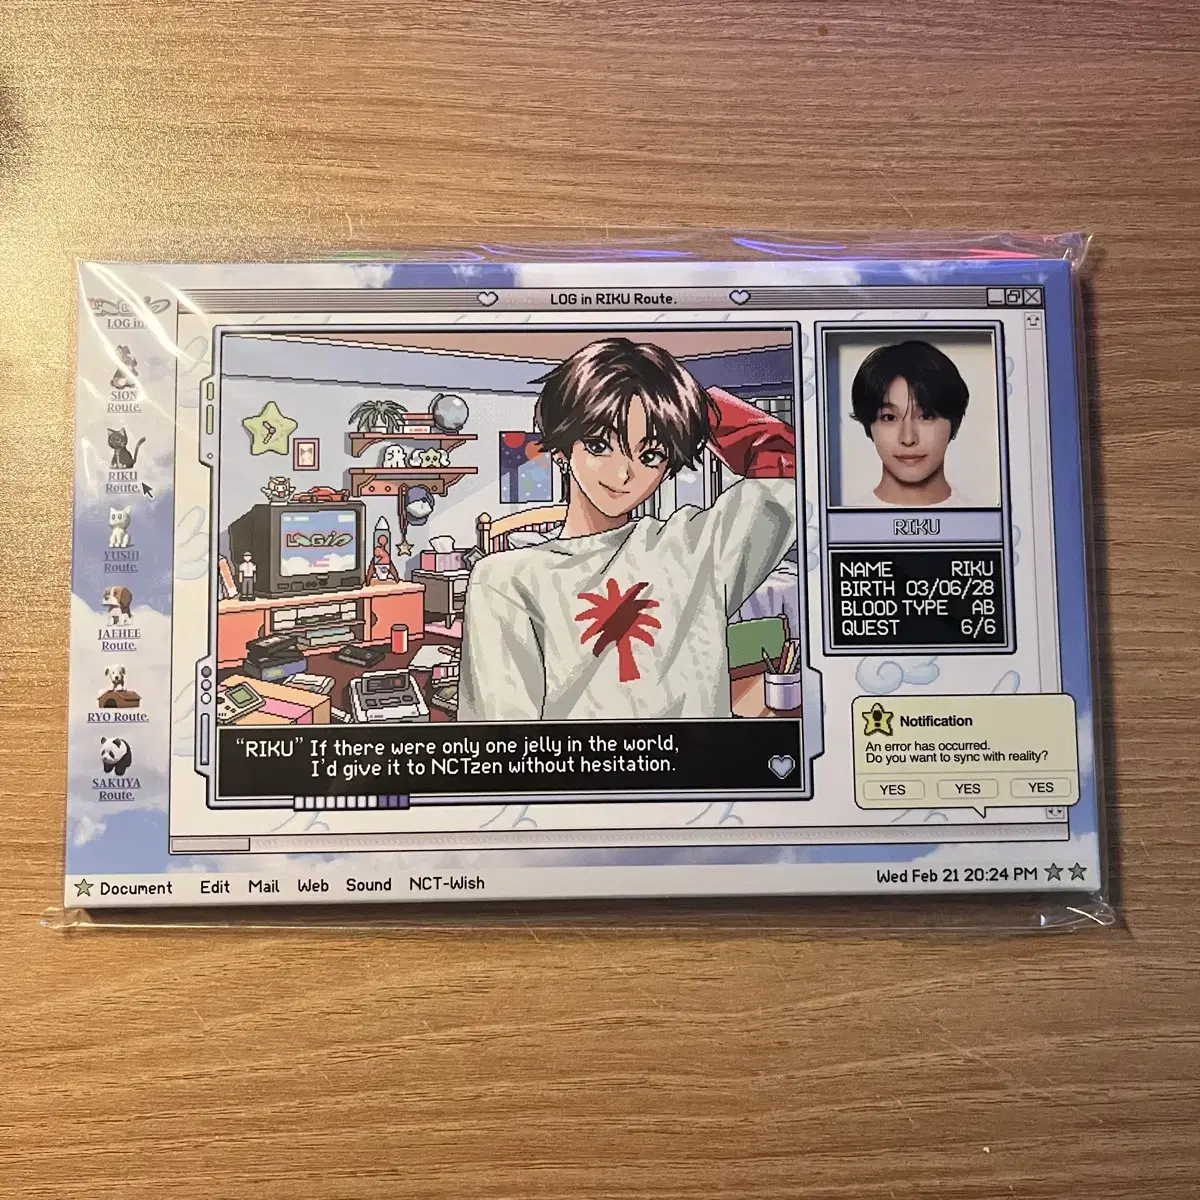 LOG in RIKU Route.
LOG in
SION
Route.
RIKU
Route.
YUSHI
Route.
JAEHEE
Route.
RYO Route.
SAKUYA
Route.
LOGiO
RIKU
NAME RIKU
BIRTH 03/06/28
BLOOD TYPE AB
QUEST 6/6
"RIKU" If there were only one jelly in the world,
I'd give it to NCTzen without hesitation.
Notification
An error has occurred.
Do you want to sync with reality?
YES YES YES
Document Edit Mail Web Sound NCT-Wish
Wed Feb 21 20:24 PM